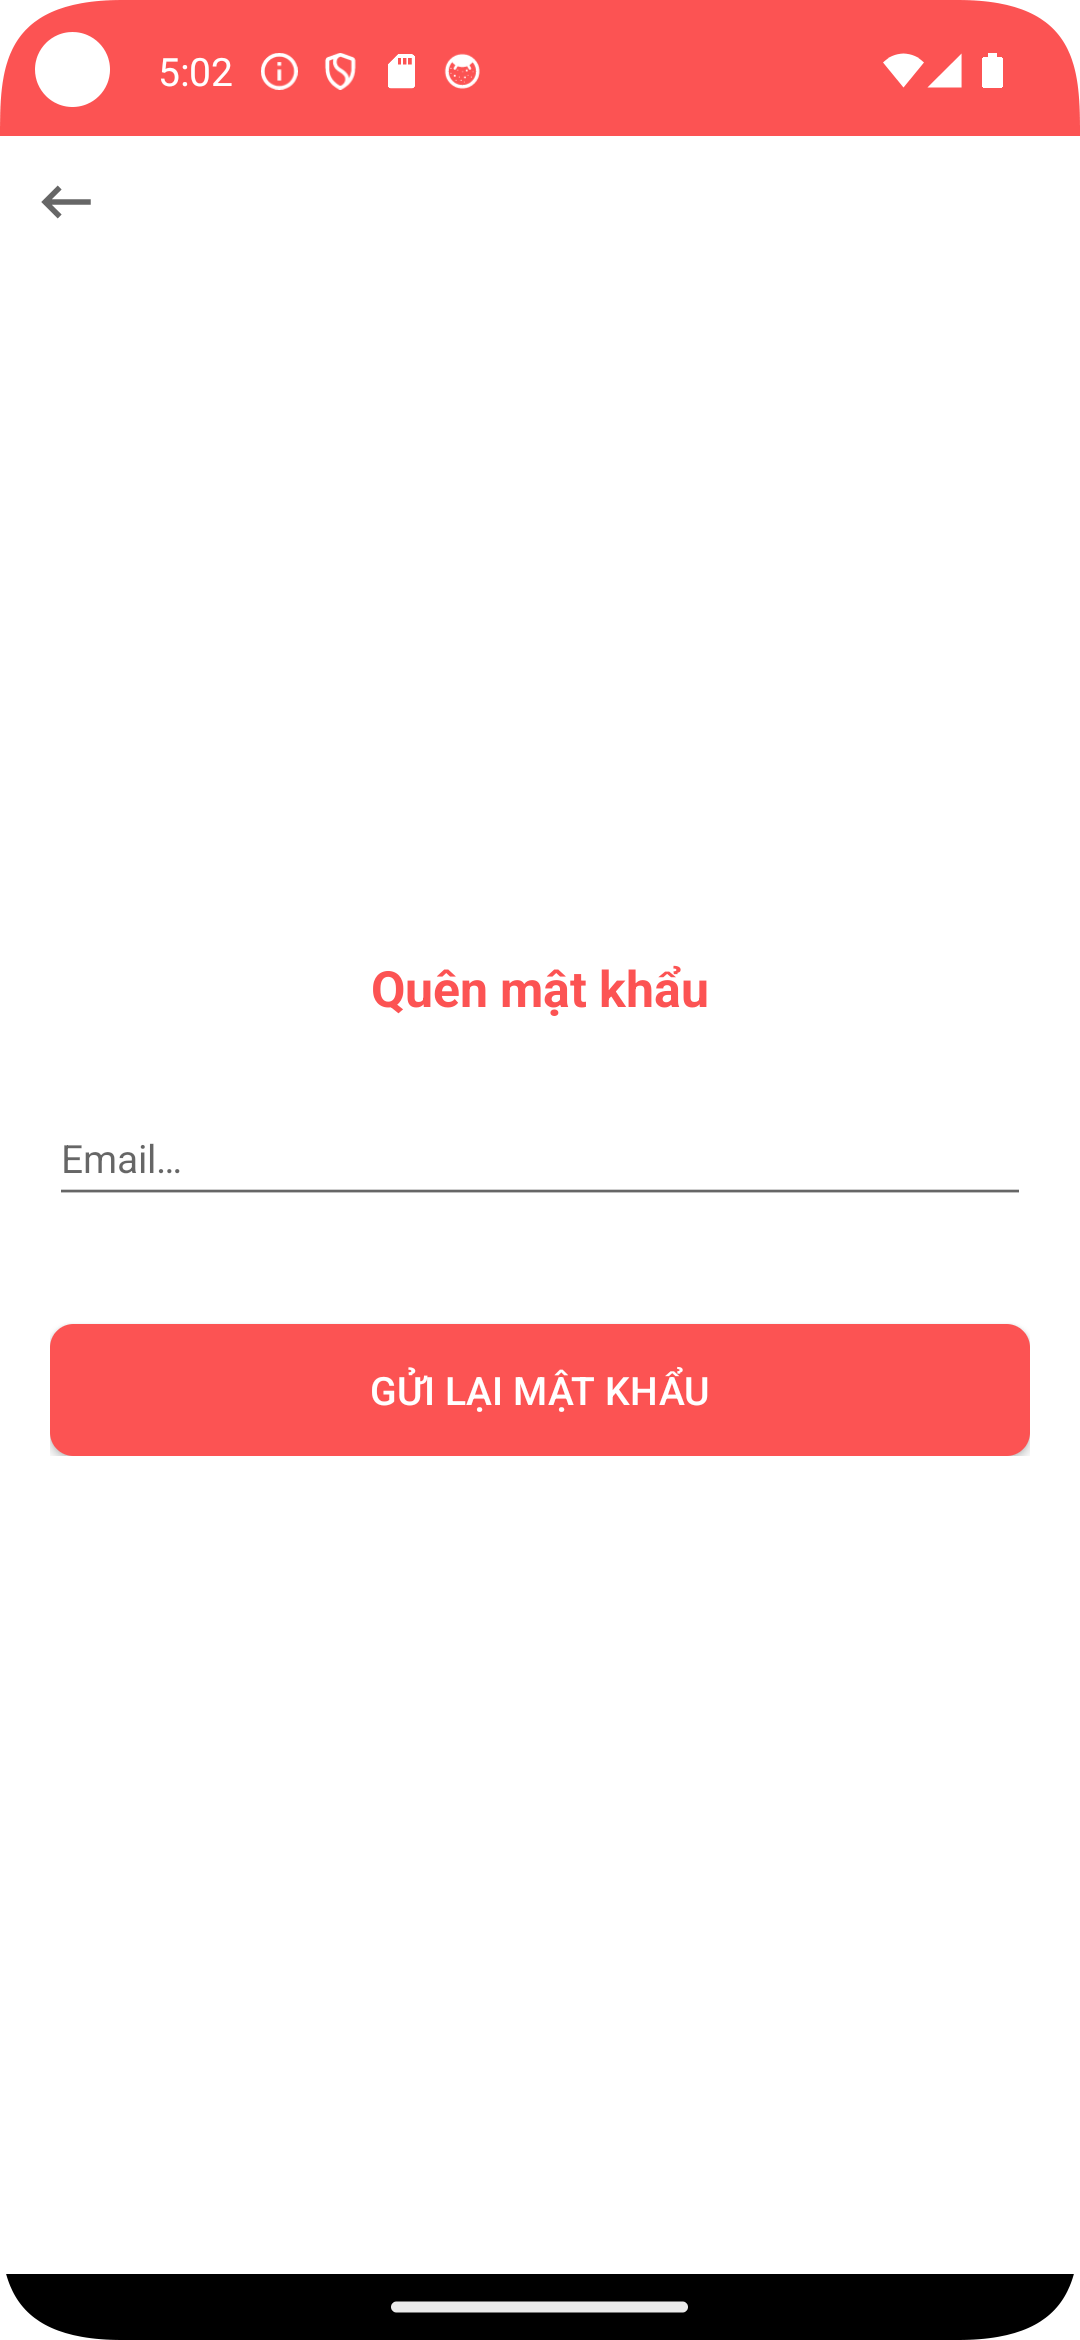 5:02
Quên mật khẩu
Email...
GỬI LẠI MẬT KHẨU